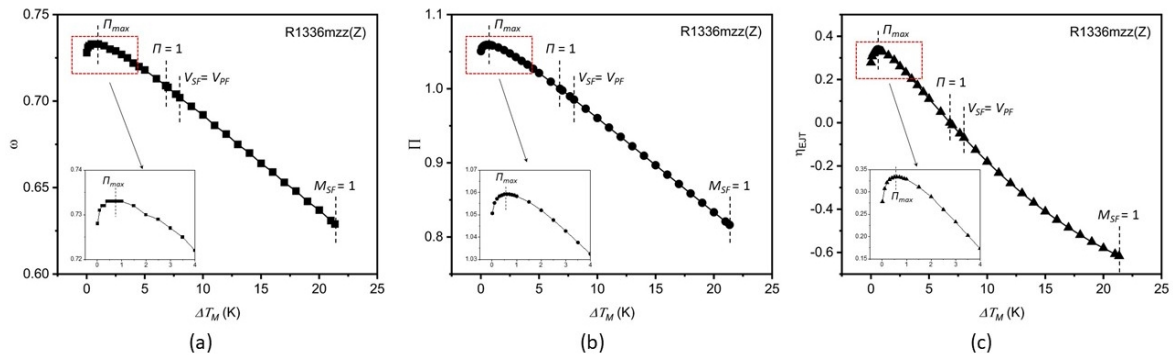 (a)
R1336mzz(Z)
Π_max
Π = 1
V_SF = V_PF
M_SF = 1
ω
0.75
0.70
0.65
0.60
0 5 10 15 20 25
ΔT_M (K)
Π_max
0.74
0.73
0.72
0 1 2 3 4
(b)
R1336mzz(Z)
Π_max
Π = 1
V_SF = V_PF
M_SF = 1
Π
1.1
1.0
0.9
0.8
0 5 10 15 20 25
ΔT_M (K)
Π_max
1.07
1.06
1.05
1.04
1.03
0 1 2 3 4
(c)
R1336mzz(Z)
Π_max
Π = 1
V_SF = V_PF
M_SF = 1
η_EJT
0.4
0.2
0.0
-0.2
-0.4
-0.6
0 5 10 15 20 25
ΔT_M (K)
Π_max
0.35
0.30
0.25
0.20
0.15
0 1 2 3 4
(a) (b) (c)